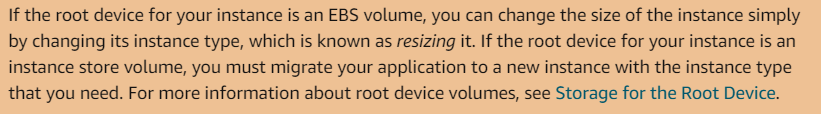 If the root device for your instance is an EBS volume, you can change the size of the instance simply
by changing its instance type, which is known as resizing it. If the root device for your instance is an
instance store volume, you must migrate your application to a new instance with the instance type
that you need. For more information about root device volumes, see Storage for the Root Device.